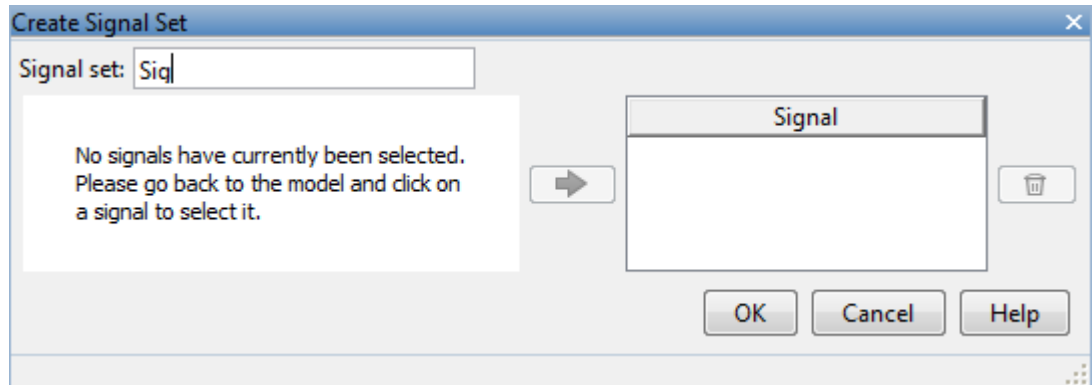 Create Signal Set
Signal set: Sig
No signals have currently been selected.
Please go back to the model and click on
a signal to select it.
Signal
OK Cancel Help